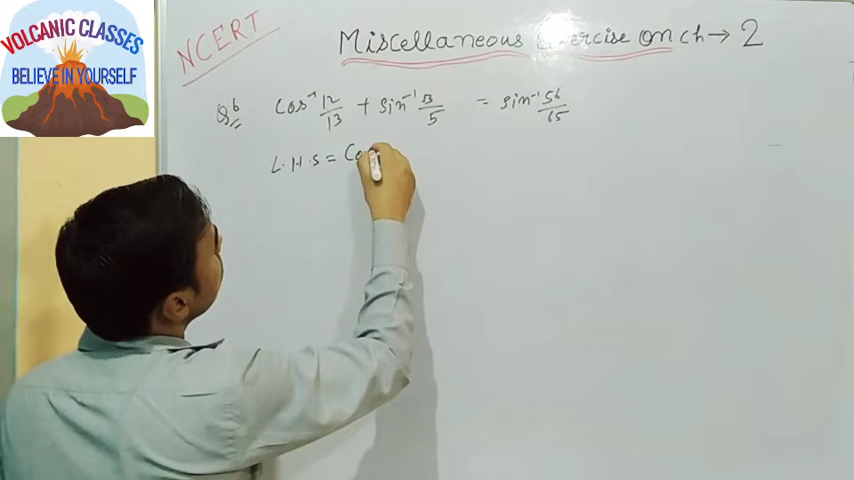 VOLCANIC CLASSES
BELIEVE IN YOURSELF
NCERT
Miscellaneous Exercise on ch → 2
Q6 cos⁻¹ 12/13 + sin⁻¹ 3/5 = sin⁻¹ 56/65
L.H.S = Co